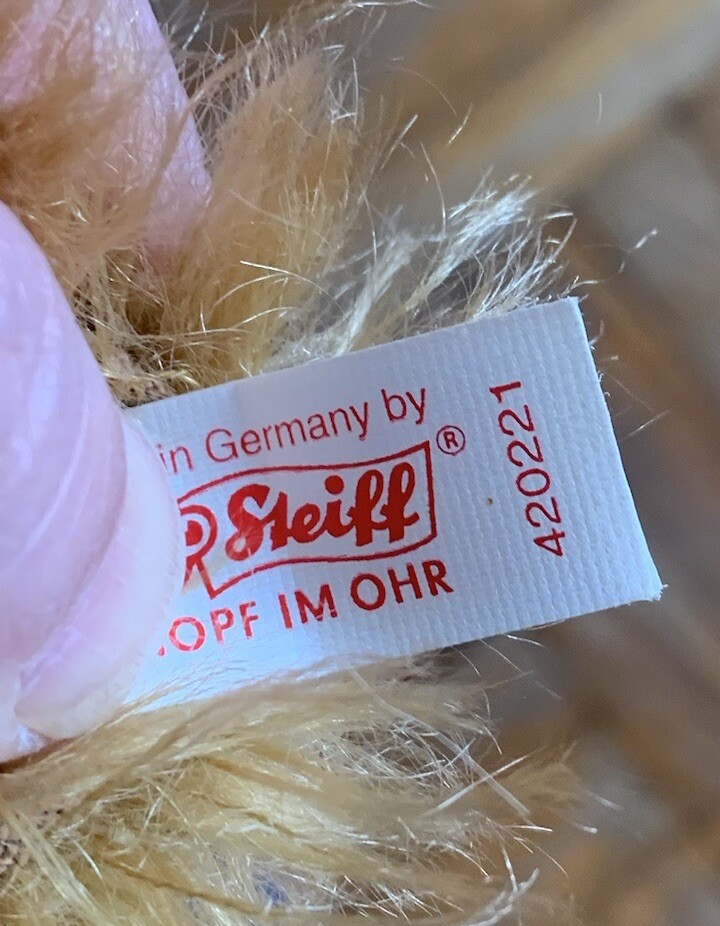 in Germany by
Steiff®
OPF IM OHR
420221